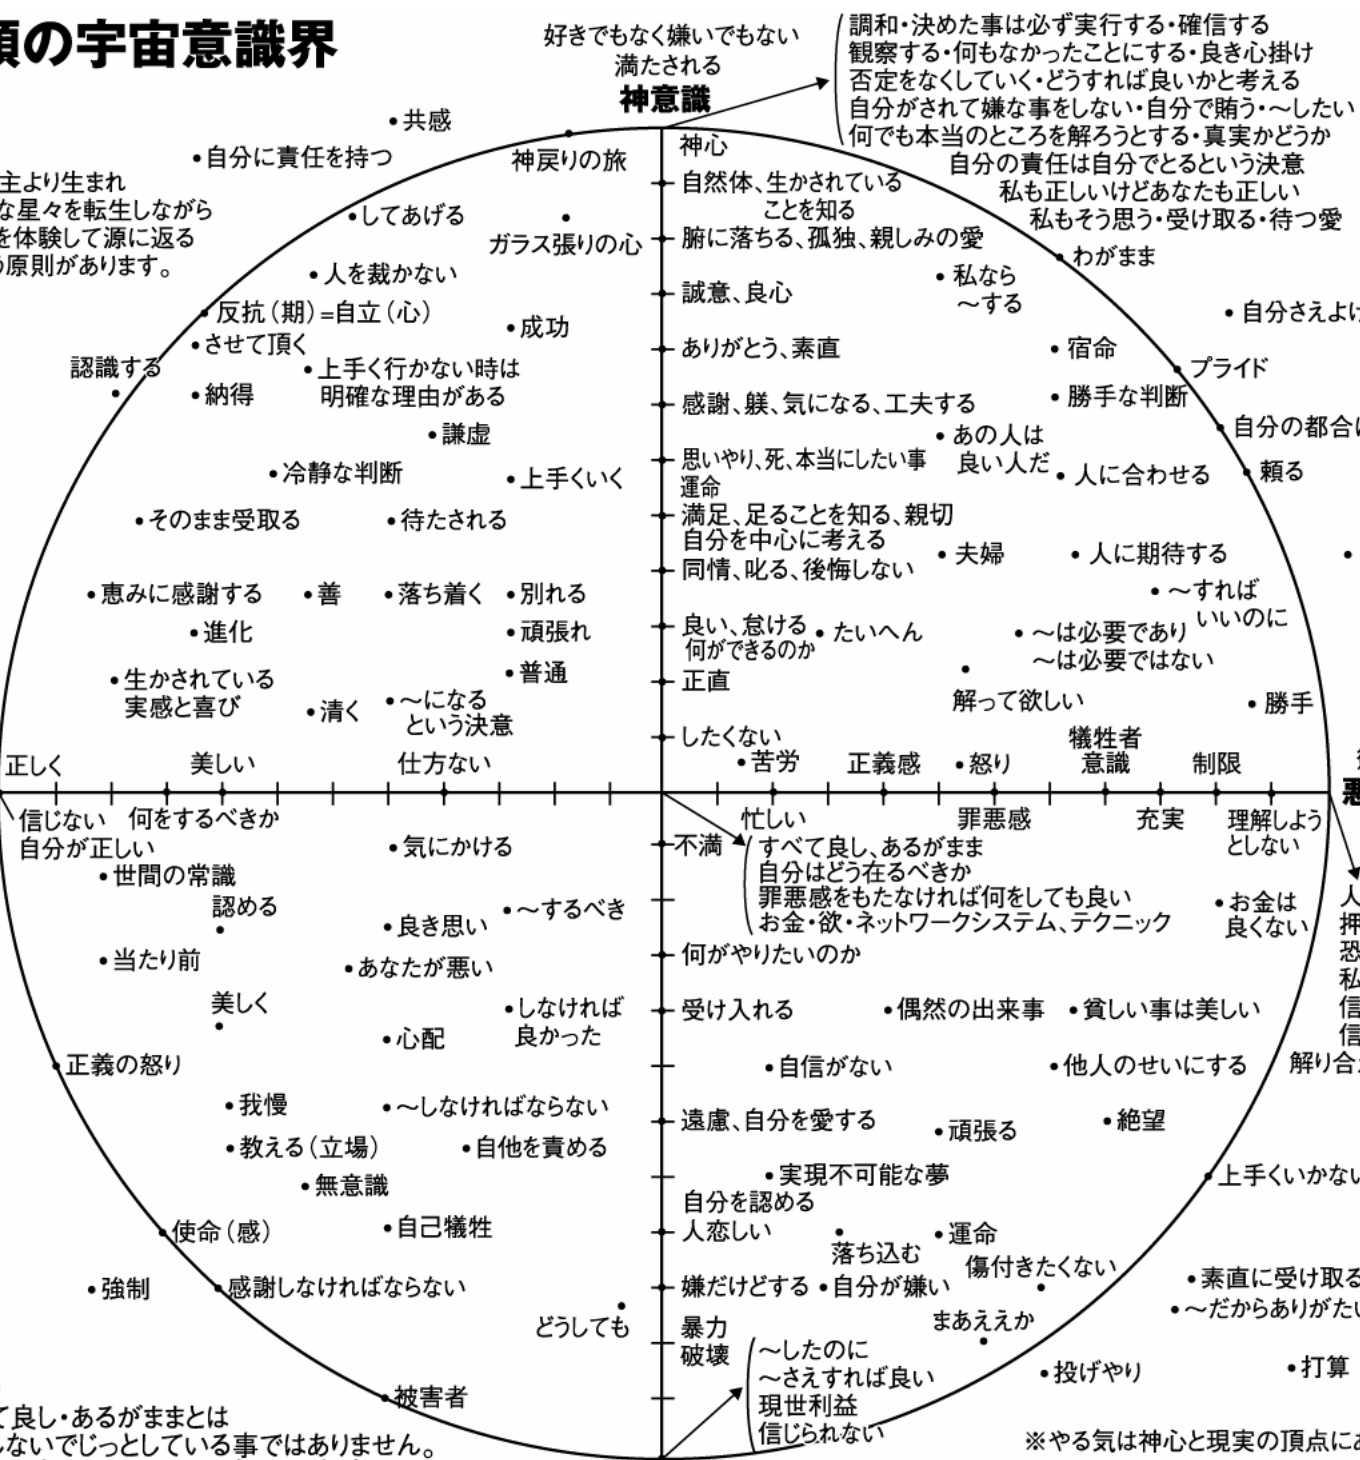 の宇宙意識界
好きでもなく嫌いでもない
満たされる
神意識
調和・決めた事は必ず実行する・確信する
観察する・何もなかったことにする・良き心掛け
否定をなくしていく・どうすれば良いかと考える
自分がされて嫌な事をしない・自分で賄う・～したい
何でも本当のところを解ろうとする・真実かどうか
自分の責任は自分でとるという決意
私も正しいけどあなたも正しい
私もそう思う・受け取る・待つ愛
・共感
・自分に責任を持つ
主より生まれ
な星々を転生しながら
を体験して源に返る
う原則があります。
神戻りの旅
・してあげる
ガラス張りの心
・人を裁かない
・反抗(期)=自立(心)
・成功
・させて頂く
認識する
・上手く行かない時は
明確な理由がある
・納得
・謙虚
・冷静な判断
・上手くいく
・そのまま受取る
・待たされる
・恵みに感謝する
・善
・落ち着く
・別れる
・進化
・頑張れ
・生かされている
実感と喜び
・普通
・清く
・～になる
という決意
正しく
美しい
仕方ない
神心
自然体、生かされている
ことを知る
腑に落ちる、孤独、親しみの愛
誠意、良心
ありがとう、素直
感謝、躾、気になる、工夫する
思いやり、死、本当にしたい事
運命
満足、足ることを知る、親切
自分を中心に考える
同情、叱る、後悔しない
良い、怠ける
何ができるのか
正直
したくない
・わがまま
・私なら
～する
・自分さえよけ
・宿命
・プライド
・勝手な判断
・自分の都合
・あの人は
良い人だ
・人に合わせる
・頼る
・夫婦
・人に期待する
・～すれば
いいのに
・たいへん
・～は必要であり
～は必要ではない
解って欲しい
・勝手
・苦労
正義感
・怒り
犠牲者
意識
制限
悪
信じない
自分が正しい
何をするべきか
・気にかける
・世間の常識
認める
・～するべき
・良き思い
・当たり前
・あなたが悪い
美しく
・しなければ
良かった
・心配
・正義の怒り
・我慢
・～しなければならない
・教える(立場)
・自他を責める
・無意識
・使命(感)
・自己犠牲
・強制
・感謝しなければならない
どうしても
・被害者
て良し・あるがままとは
しないでじっとしている事ではありません。
忙しい
罪悪感
充実
理解しよう
としない
不満
すべて良し、あるがまま
自分はどう在るべきか
罪悪感をもたなければ何をしても良い
お金・欲・ネットワークシステム、テクニック
・お金は
良くない
何がやりたいのか
受け入れる
・偶然の出来事
・貧しい事は美しい
人
押
恐
私
信
信
解り合
・自信がない
・他人のせいにする
遠慮、自分を愛する
・頑張る
・絶望
・実現不可能な夢
・上手くいかない
自分を認める
人恋しい
落ち込む
・運命
傷付きたくない
嫌だけどする
・自分が嫌い
・素直に受け取る
・～だからありがたい
まあええか
暴力
破壊
～したのに
～さえすれば良い
現世利益
信じられない
・投げやり
・打算
※やる気は神心と現実の頂点にあ